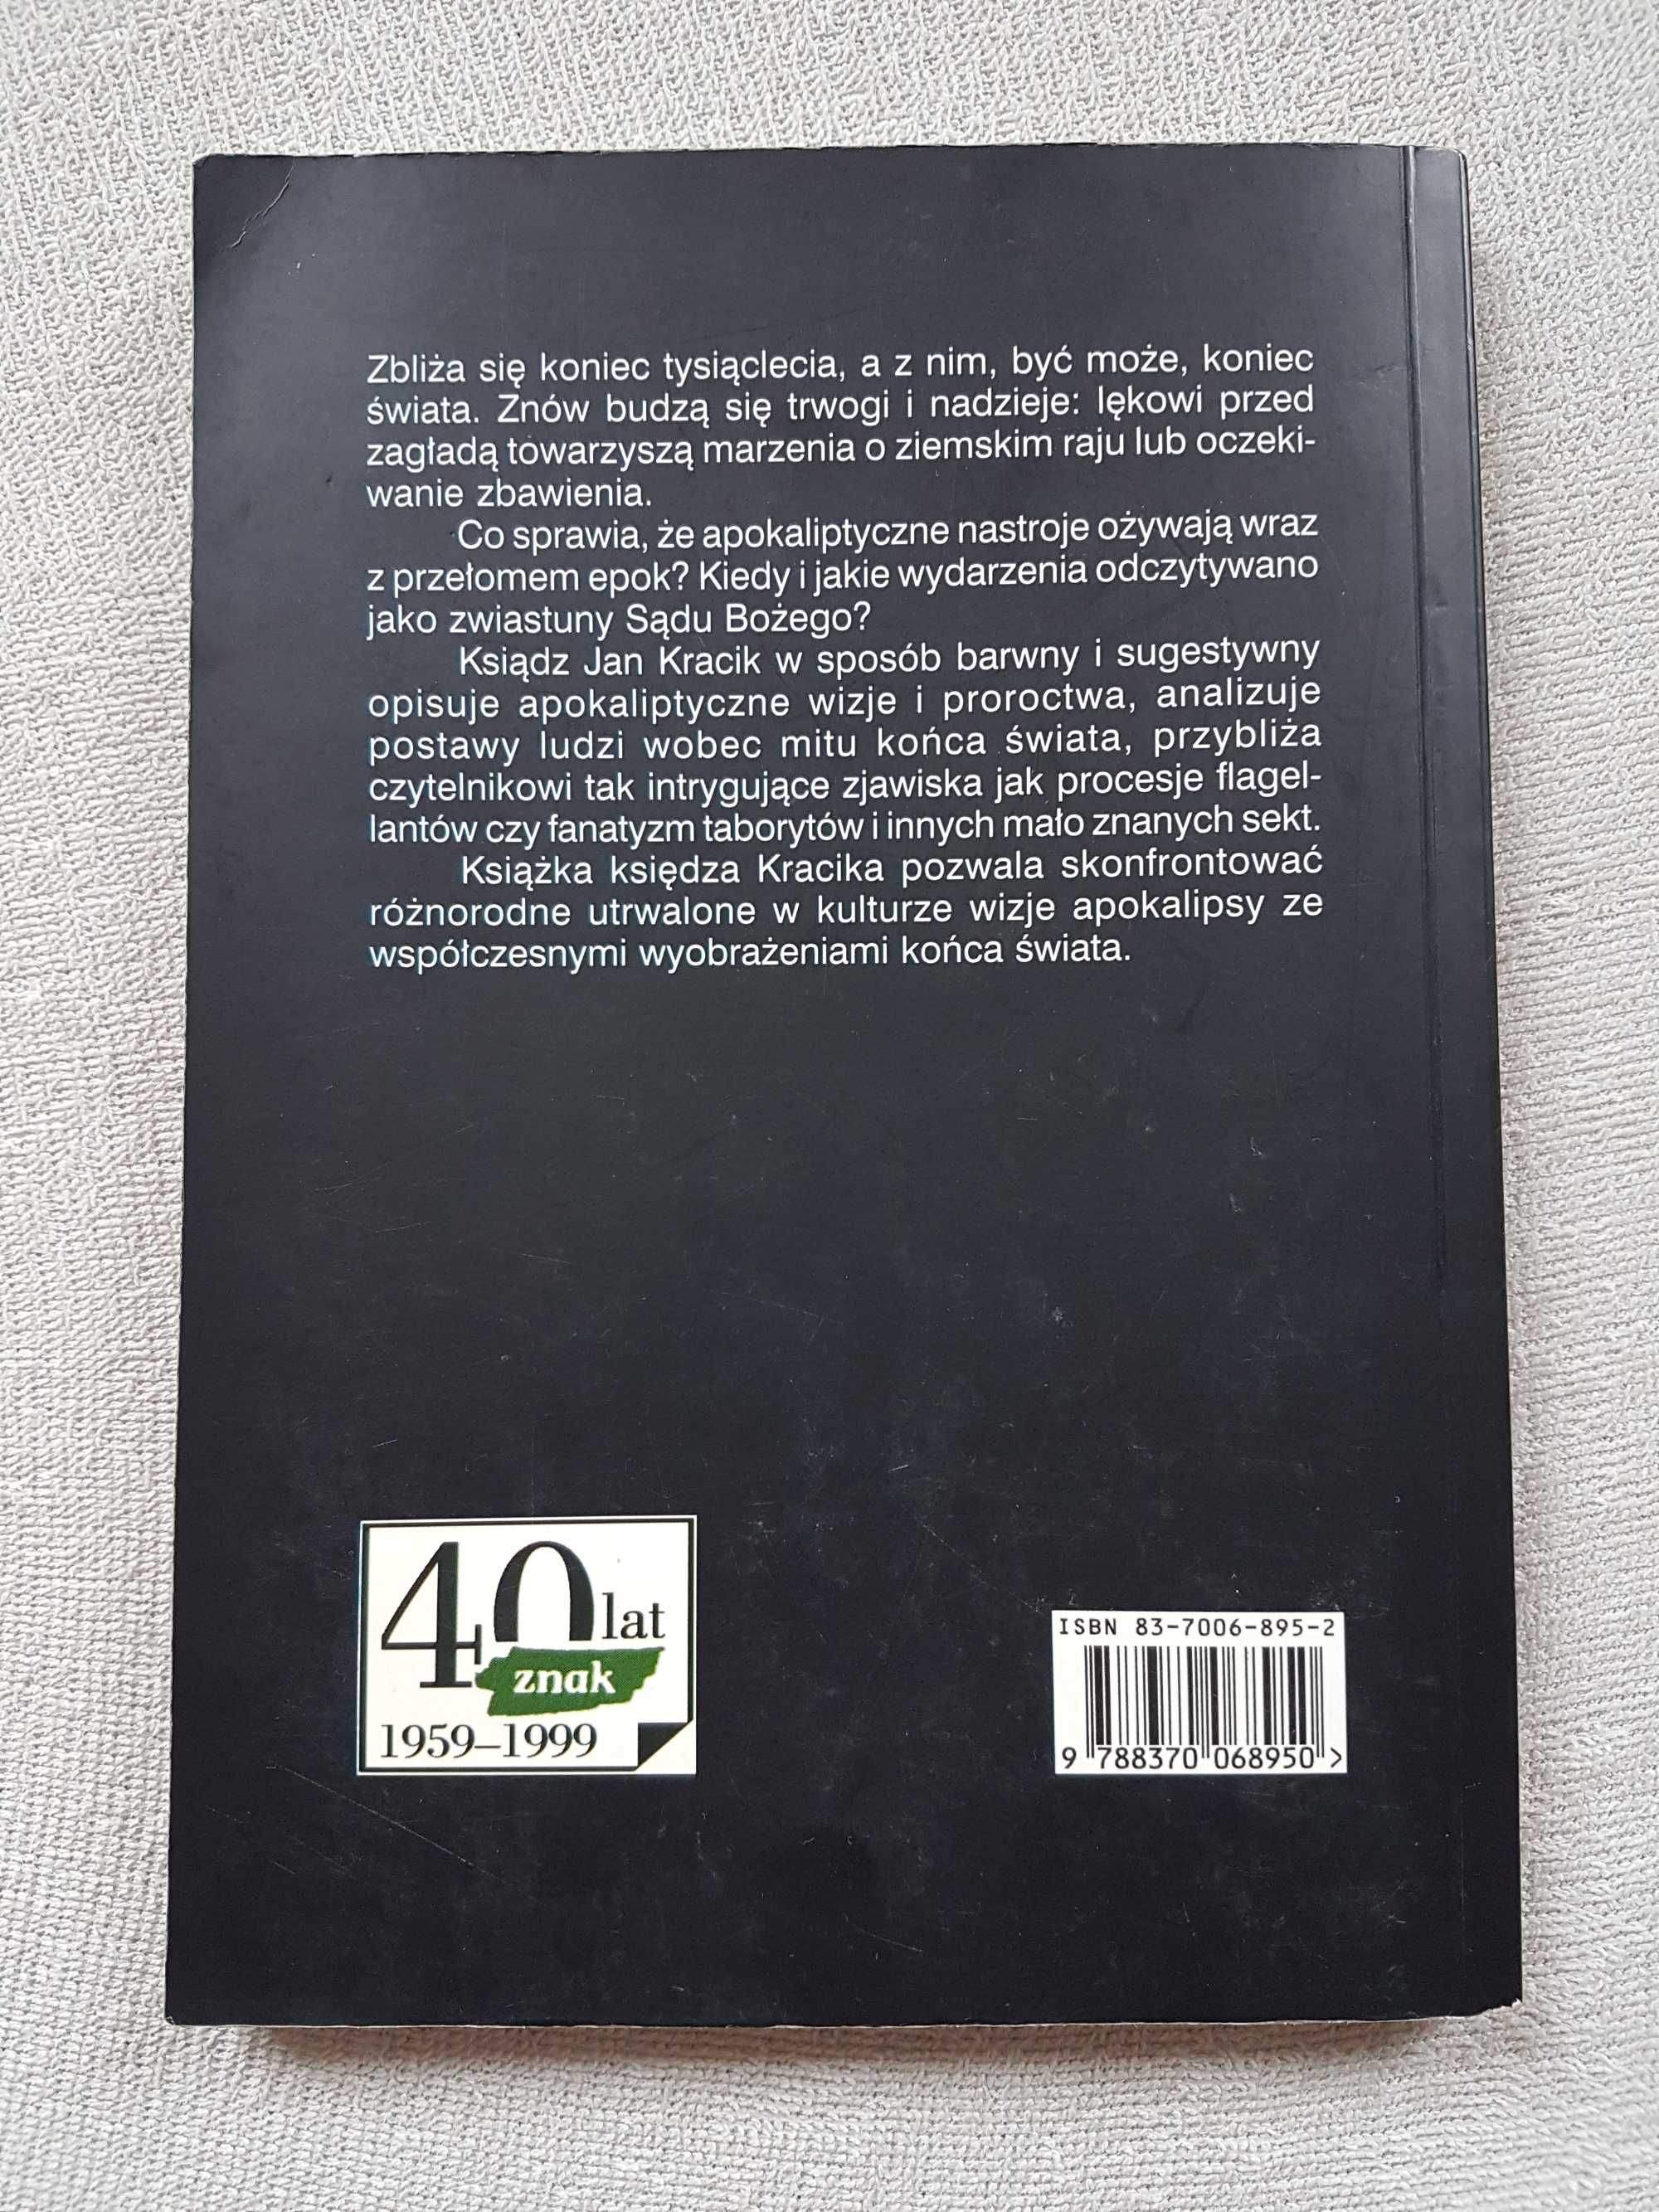 Zbliża się koniec tysiąclecia, a z nim, być może, koniec
świata. Znów budzą się trwogi i nadzieje: lękowi przed
zagładą towarzyszą marzenia o ziemskim raju lub oczeki-
wanie zbawienia.
Co sprawia, że apokaliptyczne nastroje ożywają wraz
z przełomem epok? Kiedy i jakie wydarzenia odczytywano
jako zwiastuny Sądu Bożego?
Ksiądz Jan Kracik w sposób barwny i sugestywny
opisuje apokaliptyczne wizje i proroctwa, analizuje
postawy ludzi wobec mitu końca świata, przybliża
czytelnikowi tak intrygujące zjawiska jak procesje flagel-
lantów czy fanatyzm taborytów i innych mało znanych sekt.
Książka księdza Kracika pozwala skonfrontować
różnorodne utrwalone w kulturze wizje apokalipsy ze
współczesnymi wyobrażeniami końca świata.
40 lat
znak
1959–1999
ISBN 83-7006-895-2
9 788370 068950 >